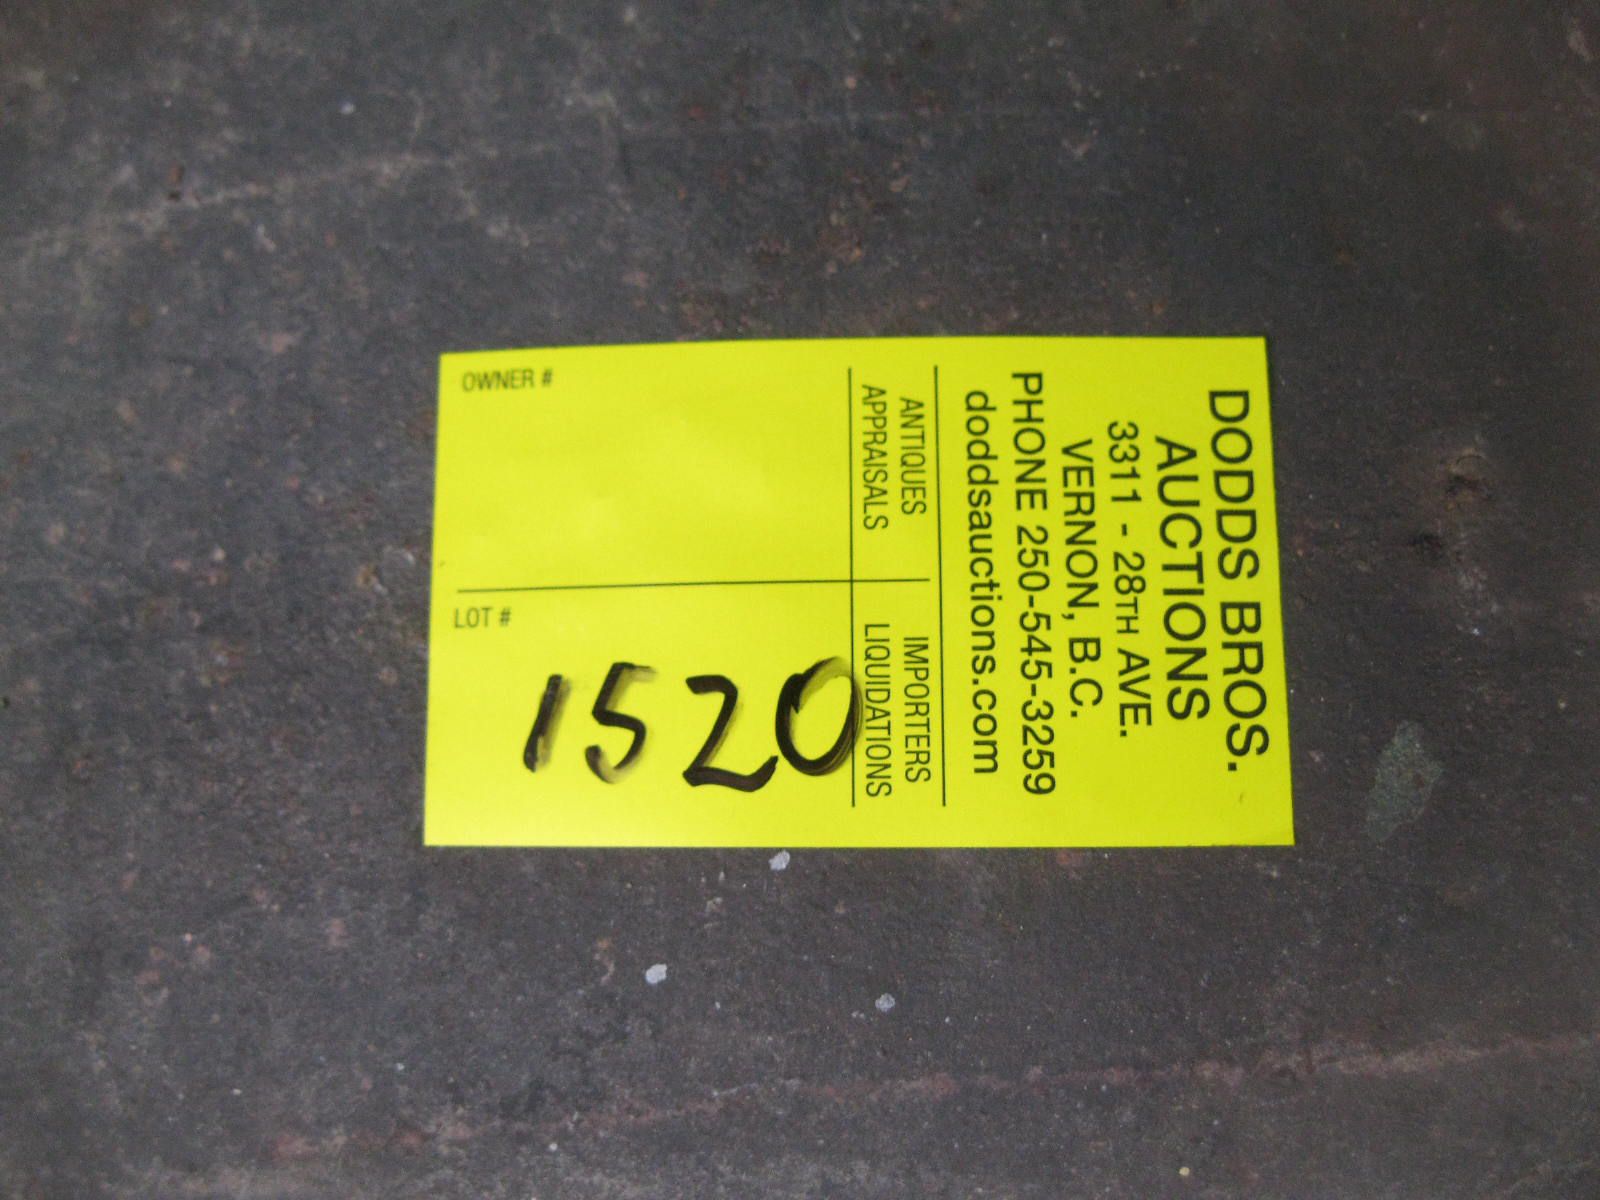 DODDS BROS.
AUCTIONS
3311 - 28TH AVE.
VERNON, B.C.
PHONE 250-545-3259
doddsauctions.com
ANTIQUES
APPRAISALS
IMPORTERS
LIQUIDATIONS
OWNER #
LOT #
1520